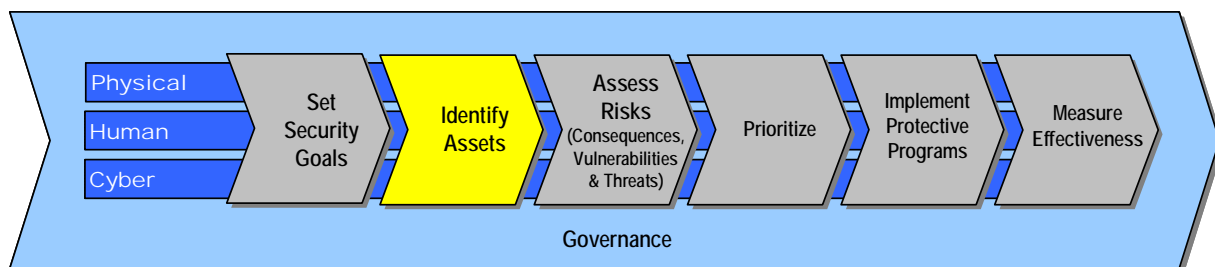 Physical
Human
Cyber
Set
Security
Goals
Identify
Assets
Assess
Risks
(Consequences,
Vulnerabilities
& Threats)
Prioritize
Implement
Protective
Programs
Measure
Effectiveness
Governance